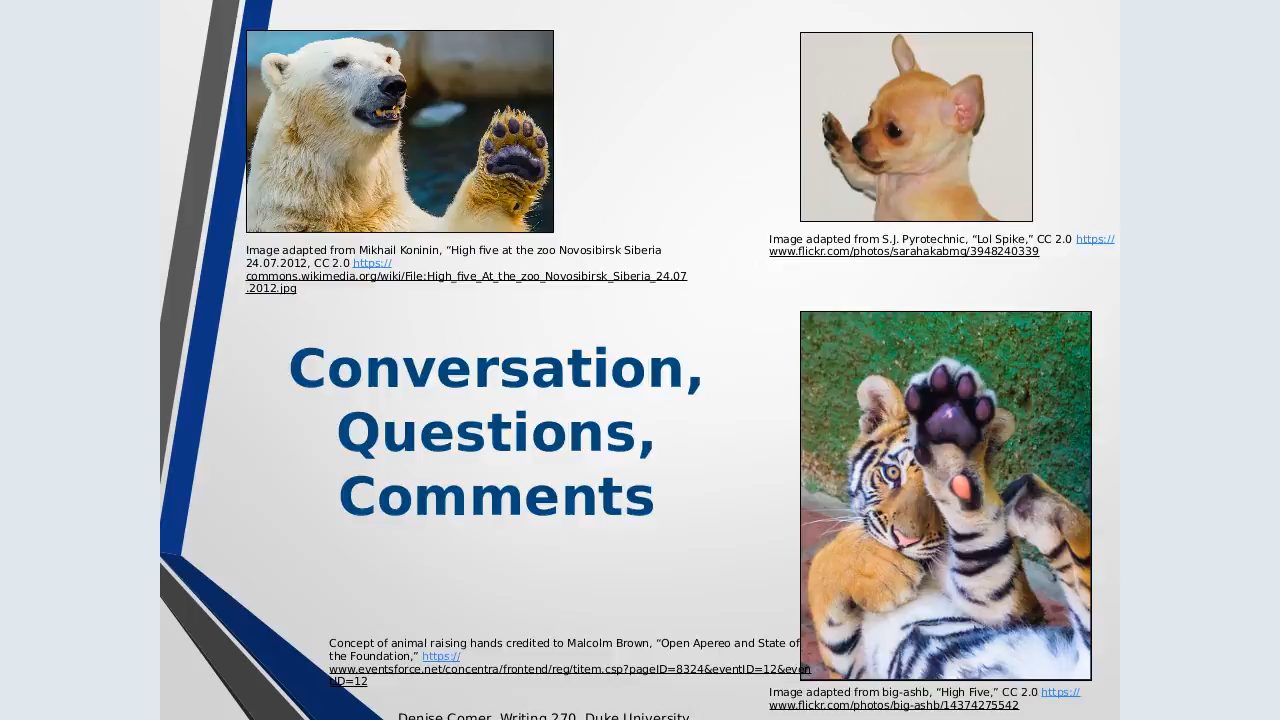 Image adapted from Mikhail Koninin, “High five at the zoo Novosibirsk Siberia
24.07.2012, CC 2.0 https://
commons.wikimedia.org/wiki/File:High_five_At_the_zoo_Novosibirsk_Siberia_24.07
.2012.jpg
Image adapted from S.J. Pyrotechnic, “Lol Spike,” CC 2.0 https://
www.flickr.com/photos/sarahakabmg/3948240339
Conversation,
Questions,
Comments
Concept of animal raising hands credited to Malcolm Brown, “Open Apereo and State of
the Foundation,” https://
www.eventsforce.net/concentra/frontend/reg/titem.csp?pageID=8324&eventID=12&even
tID=12
Image adapted from big-ashb, “High Five,” CC 2.0 https://
www.flickr.com/photos/big-ashb/14374275542
Denise Comer, Writing 270, Duke University